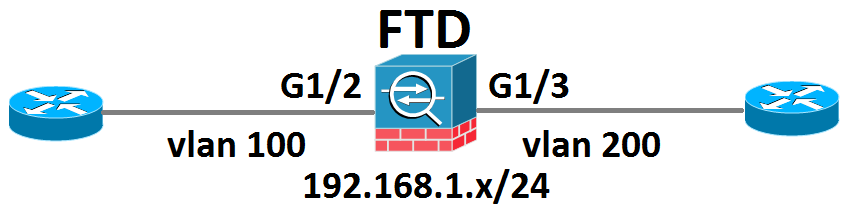 FTD
G1/2 G1/3
vlan 100 vlan 200
192.168.1.x/24